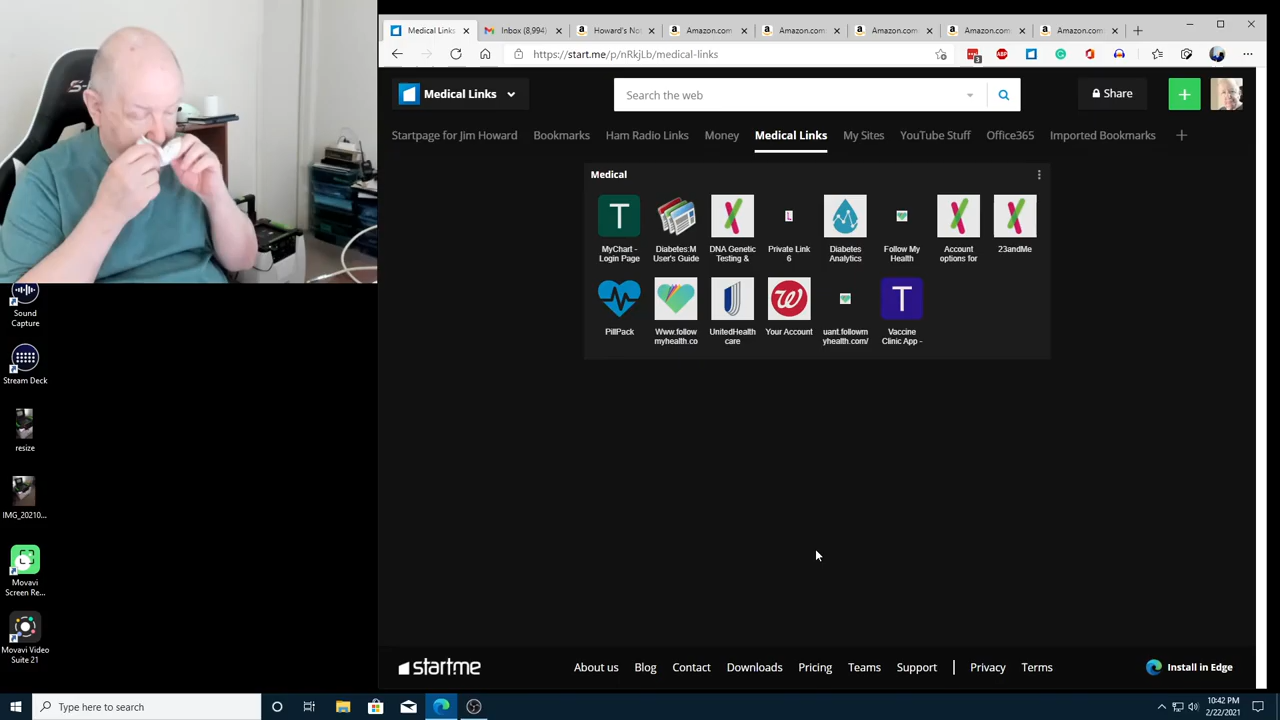 Medical Links
Inbox (8,994)
Howard's No
Amazon.com
Amazon.com
Amazon.com
Amazon.com
Amazon.com
https://start.me/p/nRkjLb/medical-links
3
ABP
Medical Links
Search the web
Share
Startpage for Jim Howard
Bookmarks
Ham Radio Links
Money
Medical Links
My Sites
YouTube Stuff
Office365
Imported Bookmarks
Medical
T
MyChart -
Login Page
Diabetes:M
User's Guide
DNA Genetic
Testing &
L
Private Link
6
Diabetes
Analytics
Follow My
Health
Account
options for
23andMe
PillPack
Www.follow
myhealth.co
UnitedHealth
care
W
Your Account
uant.followm
yhealth.com/
T
Vaccine
Clinic App -
Sound
Capture
Stream Deck
resize
IMG_20210...
Movavi
Screen Re...
Movavi Video
Suite 21
start.me
About us
Blog
Contact
Downloads
Pricing
Teams
Support
Privacy
Terms
Install in Edge
Type here to search
10:42 PM
2/22/2021